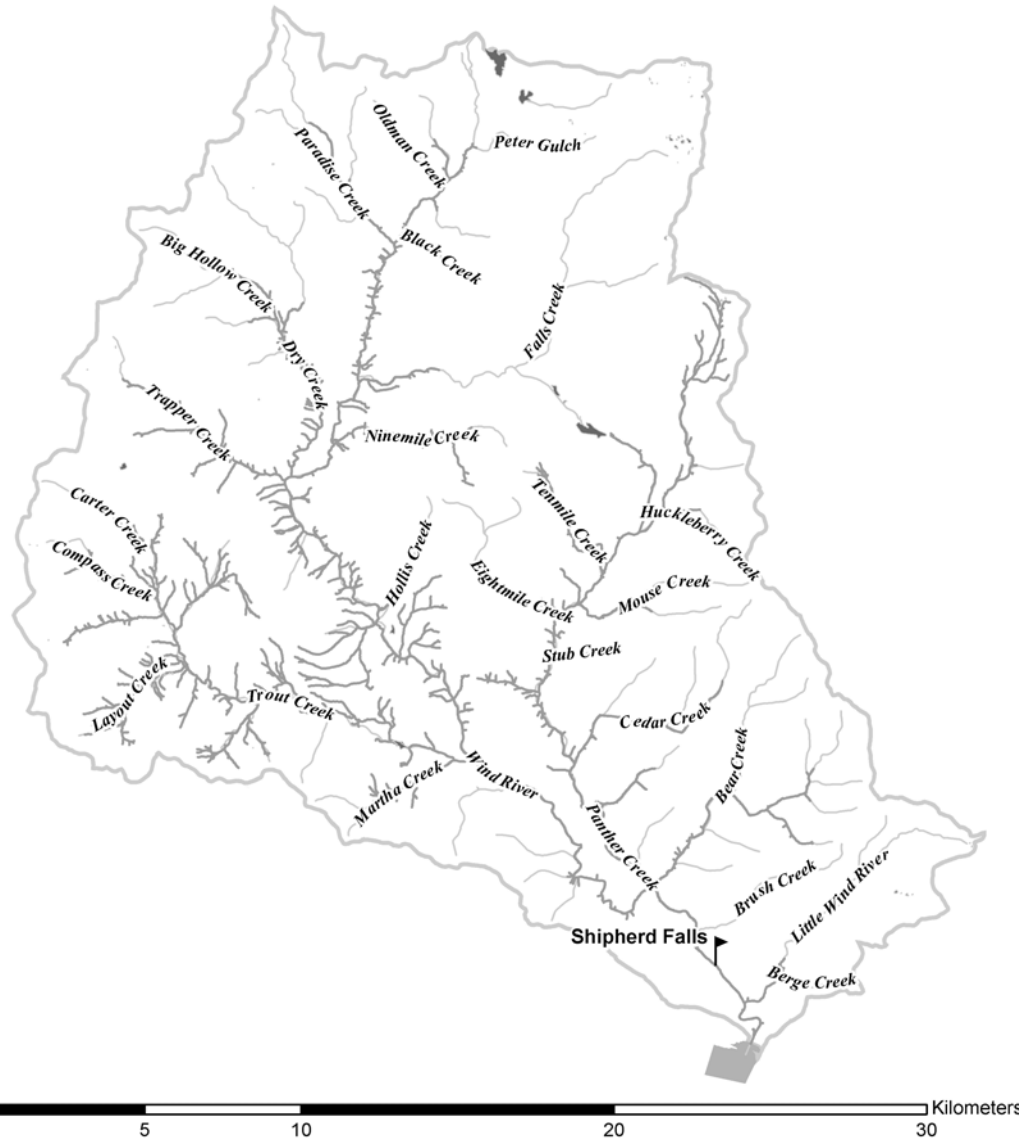 Oldman Creek
Peter Gulch
Paradise Creek
Black Creek
Big Hollow Creek
Falls Creek
Dry Creek
Trapper Creek
Ninemile Creek
Carter Creek
Tenmile Creek
Huckleberry Creek
Compass Creek
Hollis Creek
Eightmile Creek
Mouse Creek
Stub Creek
Layout Creek
Trout Creek
Cedar Creek
Bear Creek
Martha Creek
Wind River
Panther Creek
Brush Creek
Little Wind River
Shipherd Falls
Berge Creek
Kilometers
5 10 20 30